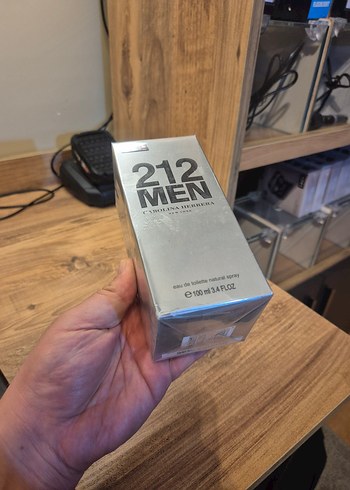 212
MEN
CAROLINA HERRERA
NEW YORK
eau de toilette natural spray
℮ 100 ml 3.4 FL.OZ